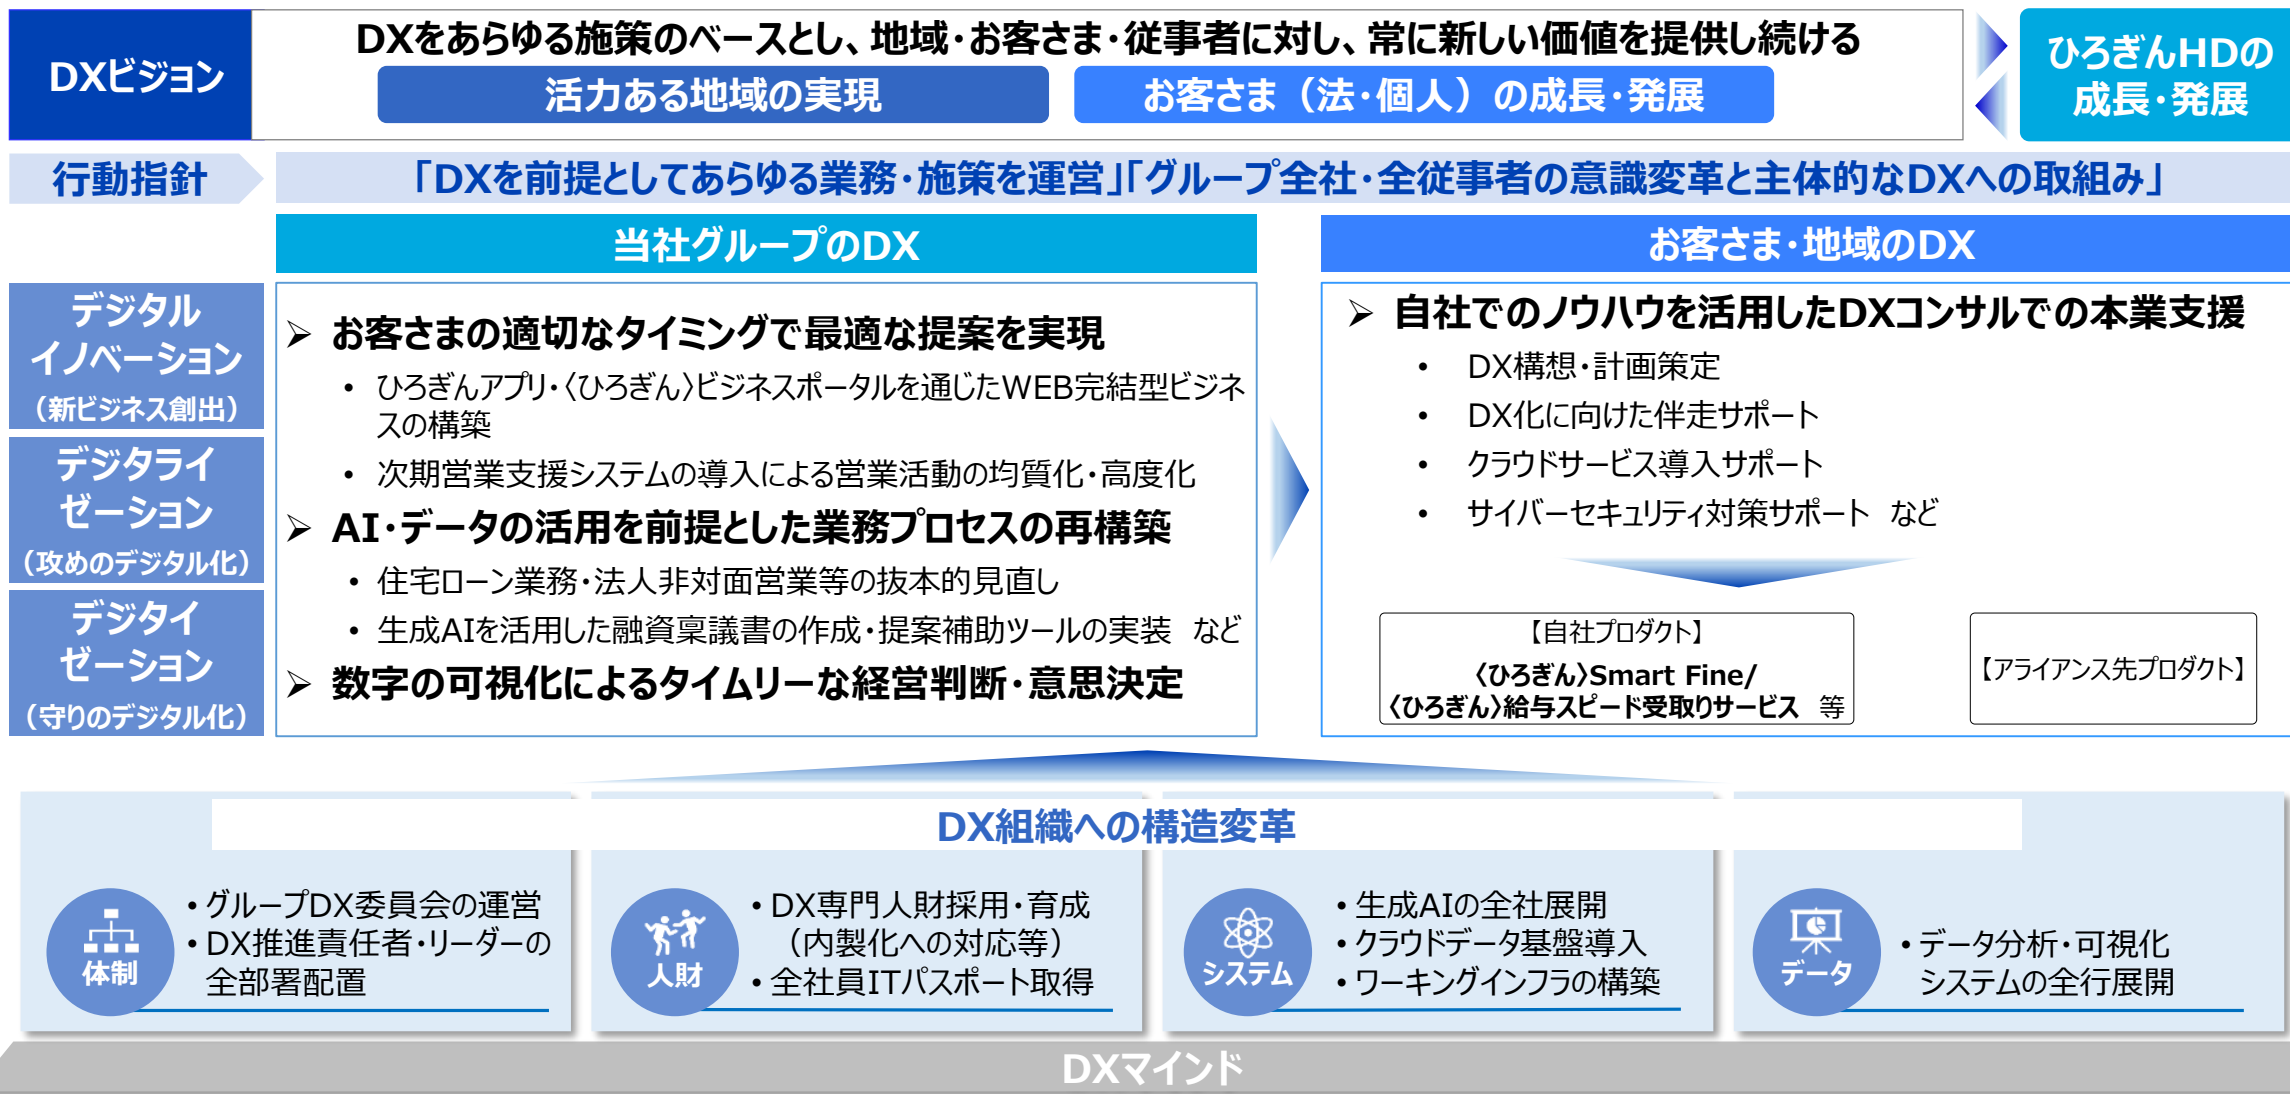 DXビジョン
DXをあらゆる施策のベースとし、地域・お客さま・従事者に対し、常に新しい価値を提供し続ける
活力ある地域の実現
お客さま（法・個人）の成長・発展
ひろぎんHDの
成長・発展
行動指針
「DXを前提としてあらゆる業務・施策を運営」「グループ全社・全従事者の意識変革と主体的なDXへの取組み」
当社グループのDX
お客さま・地域のDX
デジタル
イノベーション
（新ビジネス創出）
デジタライ
ゼーション
（攻めのデジタル化）
デジタイ
ゼーション
（守りのデジタル化）
➢ お客さまの適切なタイミングで最適な提案を実現
• ひろぎんアプリ・〈ひろぎん〉ビジネスポータルを通じたWEB完結型ビジネ
スの構築
• 次期営業支援システムの導入による営業活動の均質化・高度化
➢ AI・データの活用を前提とした業務プロセスの再構築
• 住宅ローン業務・法人非対面営業等の抜本的見直し
• 生成AIを活用した融資稟議書の作成・提案補助ツールの実装 など
➢ 数字の可視化によるタイムリーな経営判断・意思決定
➢ 自社でのノウハウを活用したDXコンサルでの本業支援
• DX構想・計画策定
• DX化に向けた伴走サポート
• クラウドサービス導入サポート
• サイバーセキュリティ対策サポート など
【自社プロダクト】
〈ひろぎん〉Smart Fine/
〈ひろぎん〉給与スピード受取りサービス 等
【アライアンス先プロダクト】
DX組織への構造変革
体制
• グループDX委員会の運営
• DX推進責任者・リーダーの
全部署配置
人財
• DX専門人財採用・育成
（内製化への対応等）
• 全社員ITパスポート取得
システム
• 生成AIの全社展開
• クラウドデータ基盤導入
• ワーキングインフラの構築
データ
• データ分析・可視化
システムの全行展開
DXマインド